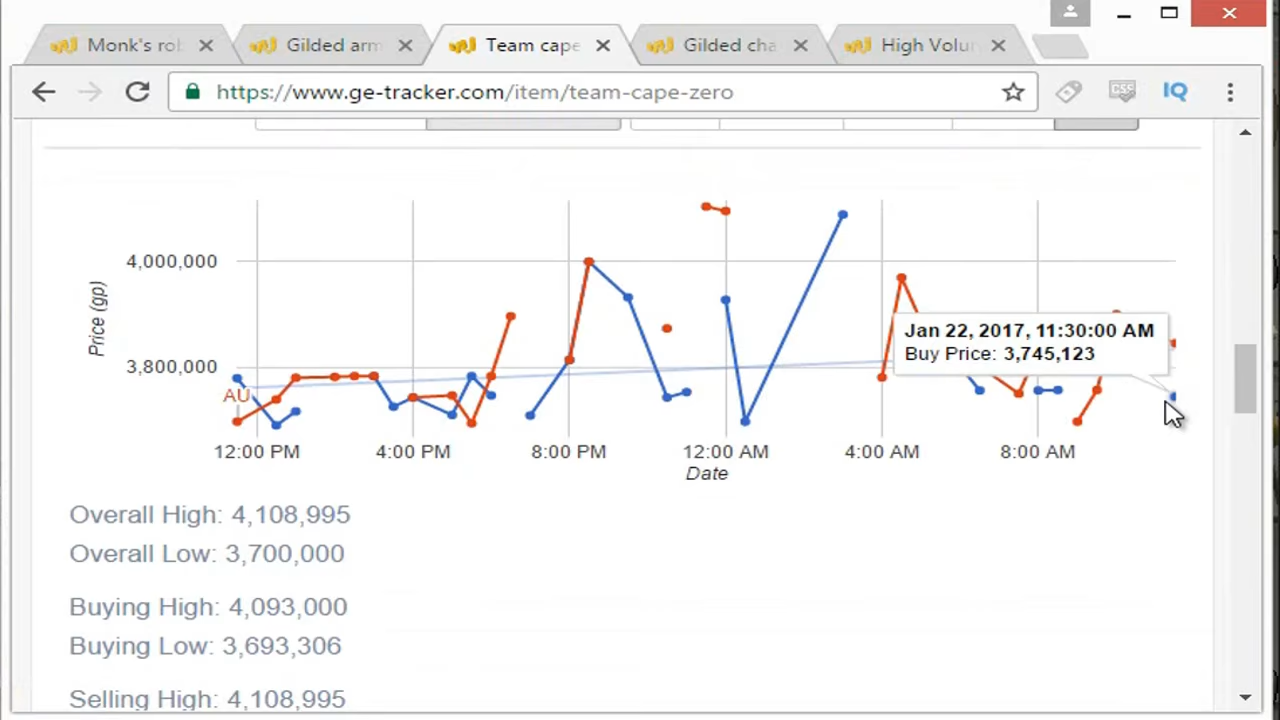 Monk's rob
Gilded arm
Team cape
Gilded cha
High Volur
https://www.ge-tracker.com/item/team-cape-zero
CSS
IQ
4,000,000
3,800,000
Price (gp)
AU
Jan 22, 2017, 11:30:00 AM
Buy Price: 3,745,123
12:00 PM
4:00 PM
8:00 PM
12:00 AM
4:00 AM
8:00 AM
Date
Overall High: 4,108,995
Overall Low: 3,700,000
Buying High: 4,093,000
Buying Low: 3,693,306
Selling High: 4,108,995